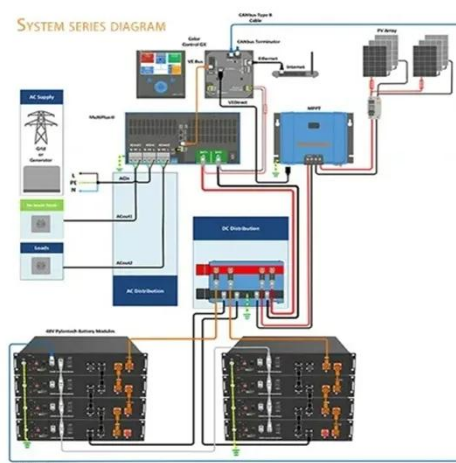 SYSTEM SERIES DIAGRAM
CANbus Type B
Cable
PV Array
Color
Control GX
CANbus Terminator
VE Bus
Ethernet
Internet
AC Supply
VEDirect
MultiPlus-II
MPPT
Grid
or
Generator
L
PE
N
ACin
ACout1
Loads
DC Distribution
ACout2
AC Distribution
48V Pylontech Battery Modules